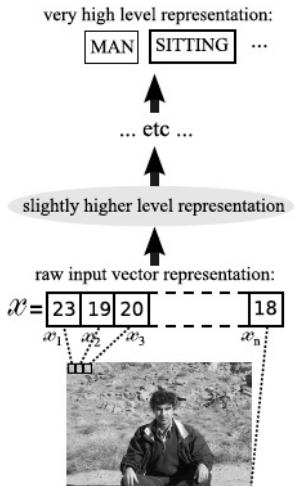 very high level representation:
MAN SITTING ...
... etc ...
slightly higher level representation
raw input vector representation:
x = 23 19 20 18
x₁ x₂ x₃ xₙ